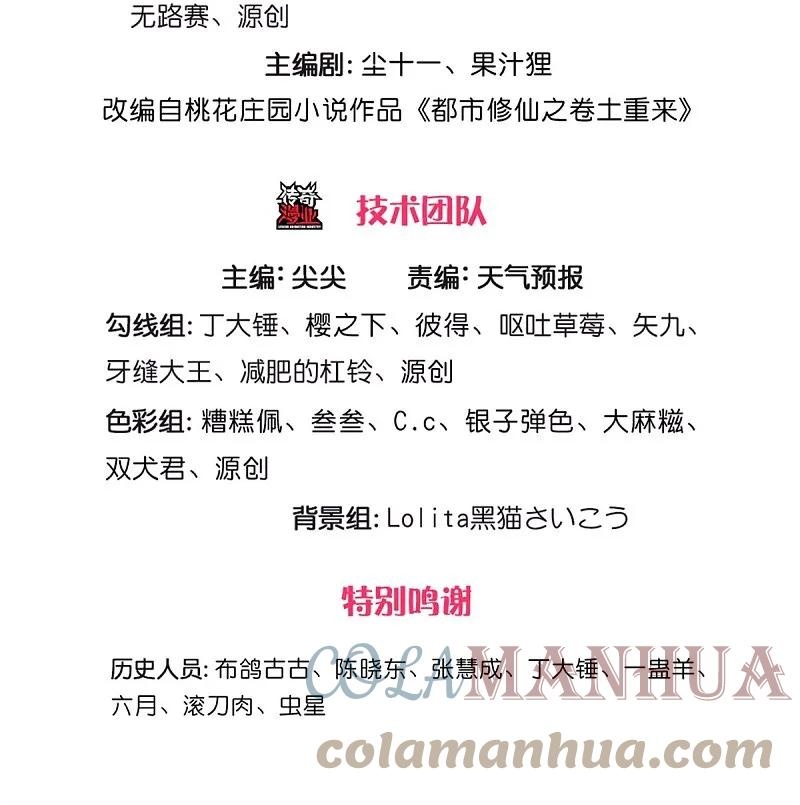 无路赛、源创
主编剧: 尘十一、果汁狸
改编自桃花庄园小说作品《都市修仙之卷土重来》
传奇漫业
技术团队
主编: 尖尖 责编: 天气预报
勾线组: 丁大锤、樱之下、彼得、呕吐草莓、矢九、
牙缝大王、减肥的杠铃、源创
色彩组: 糟糕佩、叁叁、C.c、银子弹色、大麻糍、
双犬君、源创
背景组: Lolita黑猫さいこう
特别鸣谢
历史人员: 布鸽古古、陈晓东、张慧成、丁大锤、一蛊羊、
六月、滚刀肉、虫星
COLAMANHUA
colamanhua.com